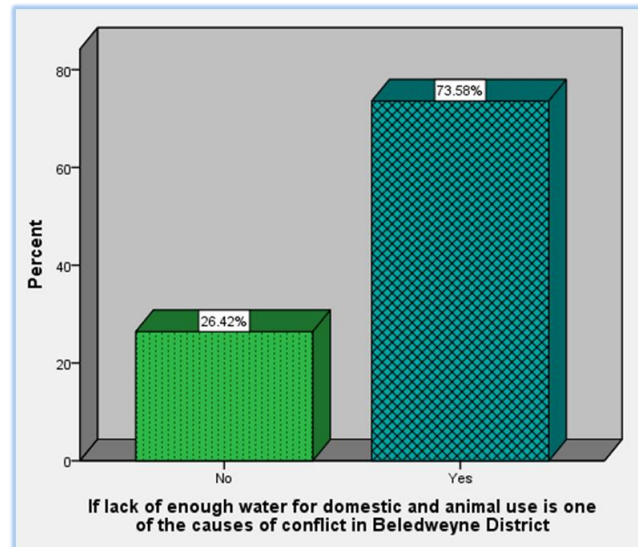 80
60
40
20
0
Percent
26.42%
73.58%
No
Yes
If lack of enough water for domestic and animal use is one
of the causes of conflict in Beledweyne District